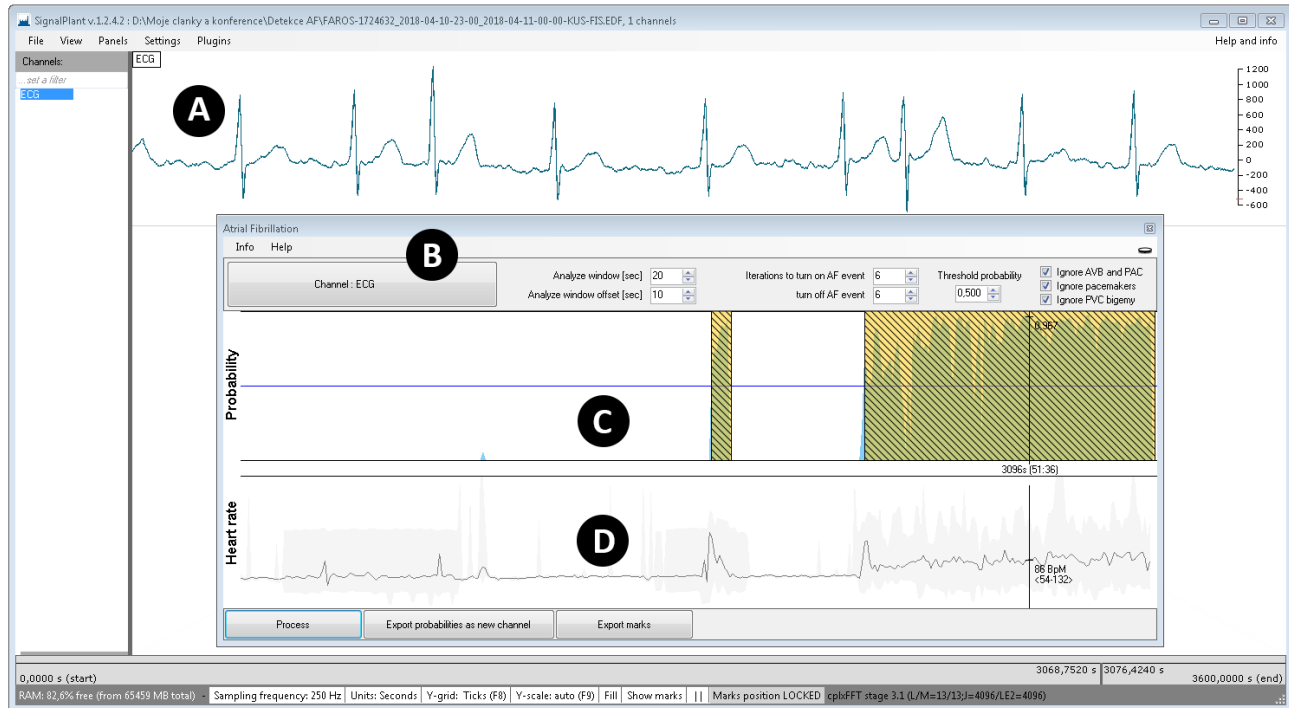 SignalPlant v.1.2.4.2 : D:\Moje clanky a konference\Detekce AF\FAROS-1724632_2018-04-10-23-00_2018-04-11-00-00-KUS-FIS.EDF, 1 channels
File View Panels Settings Plugins Help and info
Channels:
...set a filter
ECG
ECG
A
1200
1000
800
600
400
200
0
-200
-400
-600
Atrial Fibrillation
Info Help
B
Channel : ECG
Analyze window [sec] 20
Analyze window offset [sec] 10
Iterations to turn on AF event 6
turn off AF event 6
Threshold probability
0,500
Ignore AVB and PAC
Ignore pacemakers
Ignore PVC bigemy
Probability
0,967
C
3096s (51:36)
Heart rate
D
86 BpM
<54-132>
Process Export probabilities as new channel Export marks
0,0000 s (start) 3068,7520 s 3076,4240 s 3600,0000 s (end)
RAM: 82,6% free (from 65459 MB total) - Sampling frequency: 250 Hz Units: Seconds Y-grid: Ticks (F8) Y-scale: auto (F9) Fill Show marks || Marks position LOCKED cplxFFT stage 3.1 (L/M=13/13;J=4096/LE2=4096)